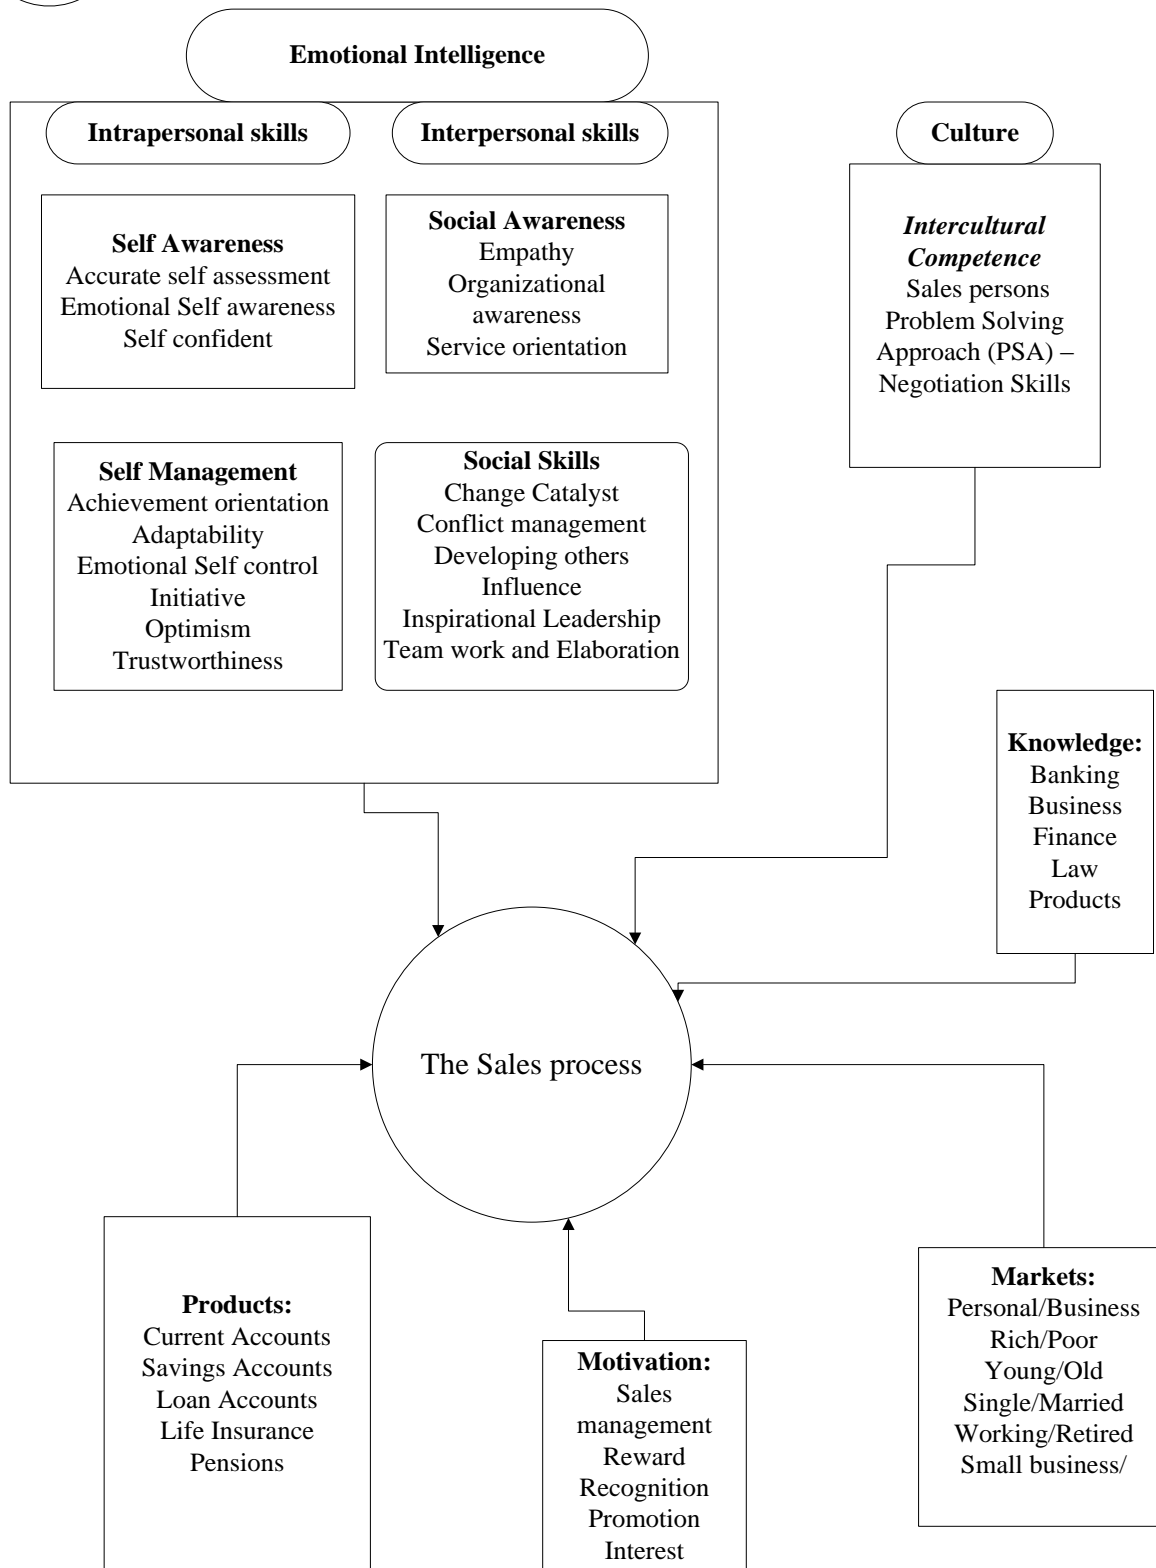 Emotional Intelligence
Intrapersonal skills
Interpersonal skills
Culture
Self Awareness
Accurate self assessment
Emotional Self awareness
Self confident
Social Awareness
Empathy
Organizational
awareness
Service orientation
Intercultural
Competence
Sales persons
Problem Solving
Approach (PSA) –
Negotiation Skills
Self Management
Achievement orientation
Adaptability
Emotional Self control
Initiative
Optimism
Trustworthiness
Social Skills
Change Catalyst
Conflict management
Developing others
Influence
Inspirational Leadership
Team work and Elaboration
Knowledge:
Banking
Business
Finance
Law
Products
The Sales process
Products:
Current Accounts
Savings Accounts
Loan Accounts
Life Insurance
Pensions
Motivation:
Sales
management
Reward
Recognition
Promotion
Interest
Markets:
Personal/Business
Rich/Poor
Young/Old
Single/Married
Working/Retired
Small business/